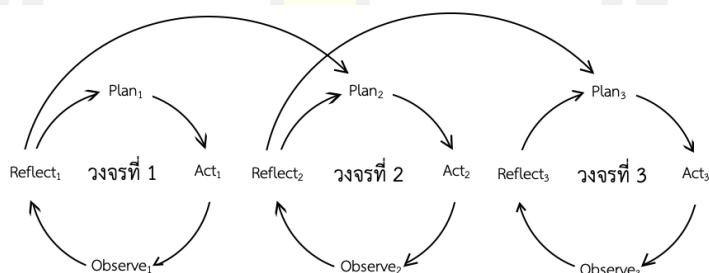 Plan₁
Plan₂
Plan₃
Reflect₁ วงจรที่ 1 Act₁
Reflect₂ วงจรที่ 2 Act₂
Reflect₃ วงจรที่ 3 Act₃
Observe₁
Observe₂
Observe₃